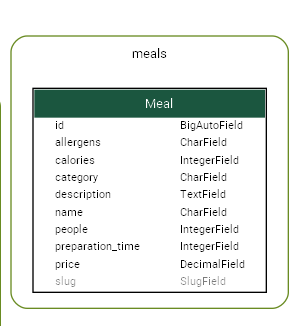 meals
Meal
id BigAutoField
allergens CharField
calories IntegerField
category CharField
description TextField
name CharField
people IntegerField
preparation_time IntegerField
price DecimalField
slug SlugField